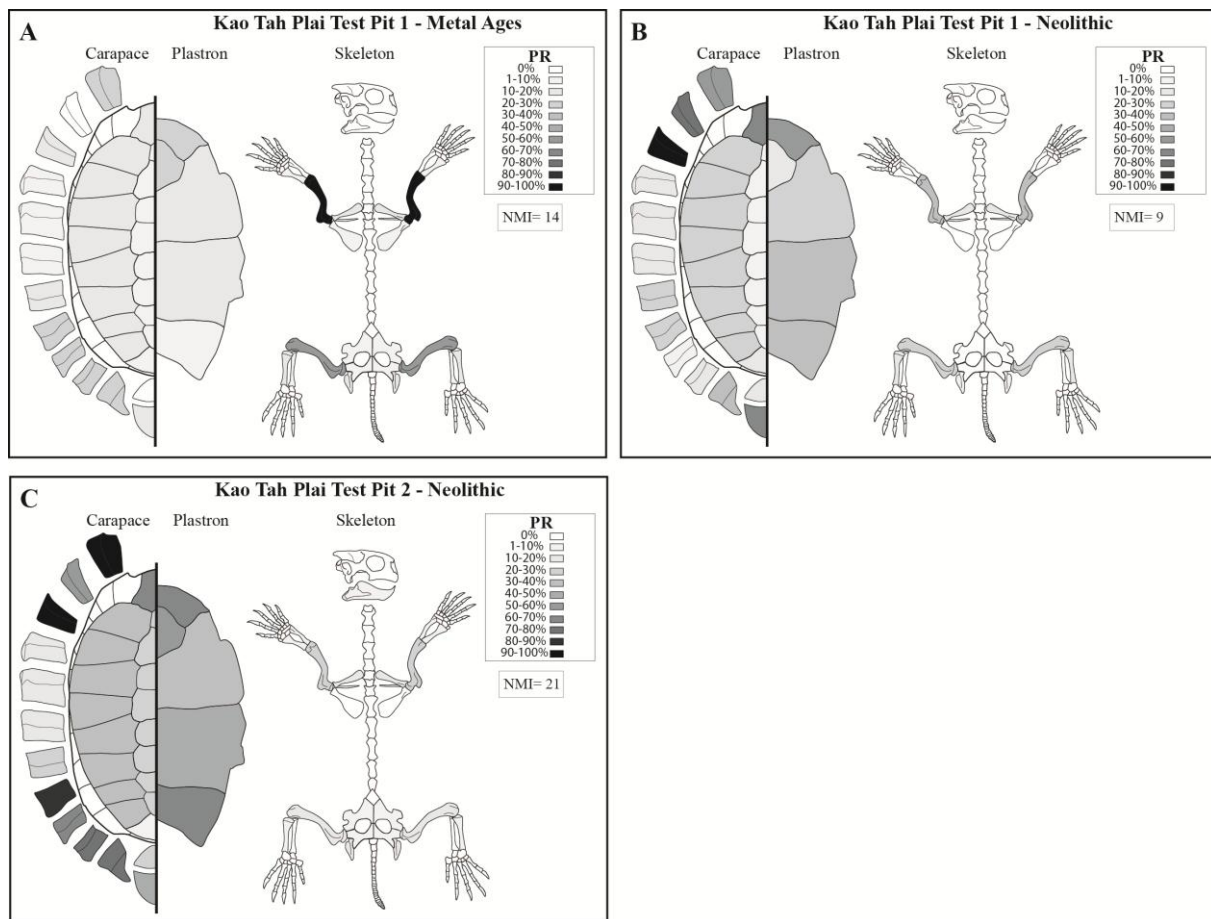 A
Kao Tah Plai Test Pit 1 - Metal Ages
Carapace Plastron Skeleton
PR
0%
1-10%
10-20%
20-30%
30-40%
40-50%
50-60%
60-70%
70-80%
80-90%
90-100%
NMI= 14
B
Kao Tah Plai Test Pit 1 - Neolithic
Carapace Plastron Skeleton
PR
0%
1-10%
10-20%
20-30%
30-40%
40-50%
50-60%
60-70%
70-80%
80-90%
90-100%
NMI= 9
C
Kao Tah Plai Test Pit 2 - Neolithic
Carapace Plastron Skeleton
PR
0%
1-10%
10-20%
20-30%
30-40%
40-50%
50-60%
60-70%
70-80%
80-90%
90-100%
NMI= 21